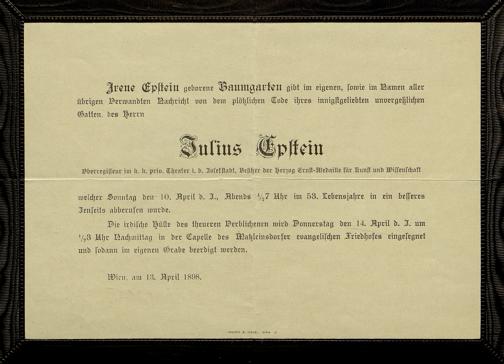 Irene Epstein geborene Baumgarten gibt im eigenen, sowie im Namen aller
übrigen Verwandten Nachricht von dem plötzlichen Tode ihres innigstgeliebten unvergeßlichen
Gatten, des Herrn
Julius Epstein
Oberregisseur im k. k. priv. Theater i. d. Josefstadt, Besitzer der Herzog Ernst-Medaille für Kunst und Wissenschaft
welcher Sonntag den 10. April d. J., Abends ½7 Uhr im 53. Lebensjahre in ein besseres
Jenseits abberufen wurde.
Die irdische Hülle des theueren Verblichenen wird Donnerstag den 14. April d. J. um
½3 Uhr Nachmittag in der Capelle des Matzleinsdorfer evangelischen Friedhofes eingesegnet
und sodann im eigenen Grabe beerdigt werden.
Wien, am 13. April 1898.